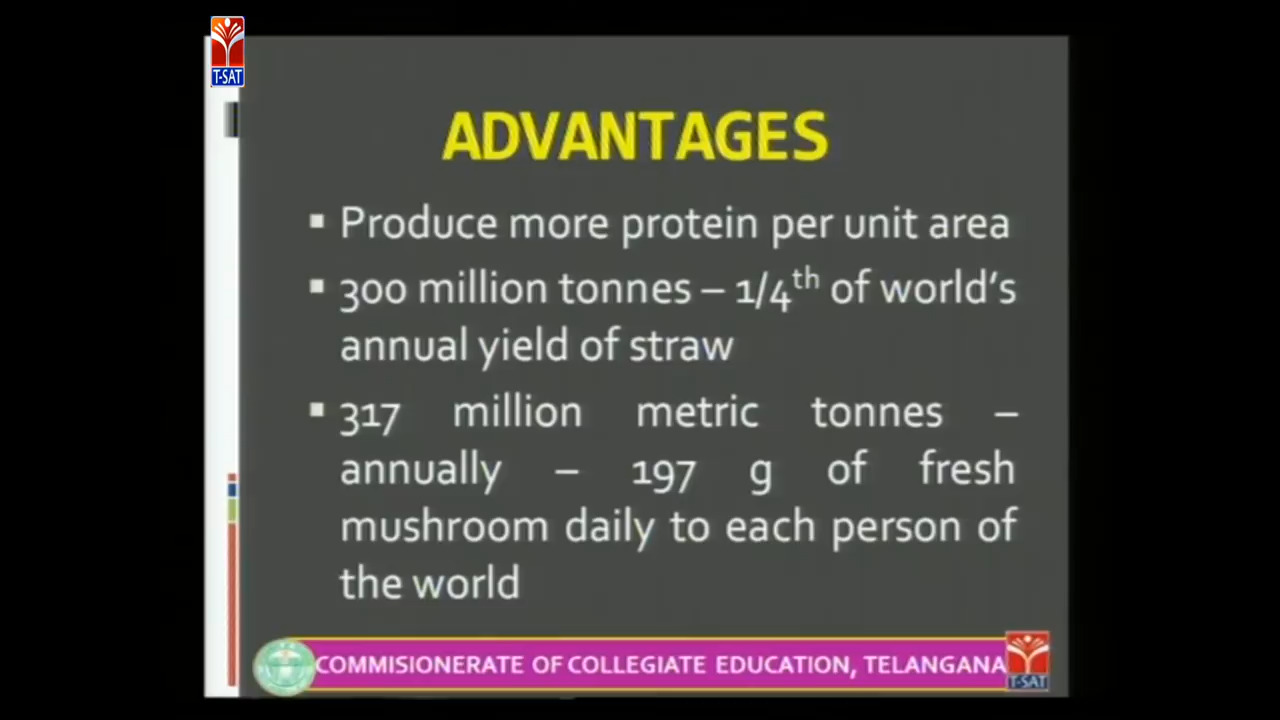 T-SAT
ADVANTAGES
▪ Produce more protein per unit area
▪ 300 million tonnes – 1/4th of world's
annual yield of straw
▪ 317 million metric tonnes –
annually – 197 g of fresh
mushroom daily to each person of
the world
COMMISIONERATE OF COLLEGIATE EDUCATION, TELANGANA
T-SAT